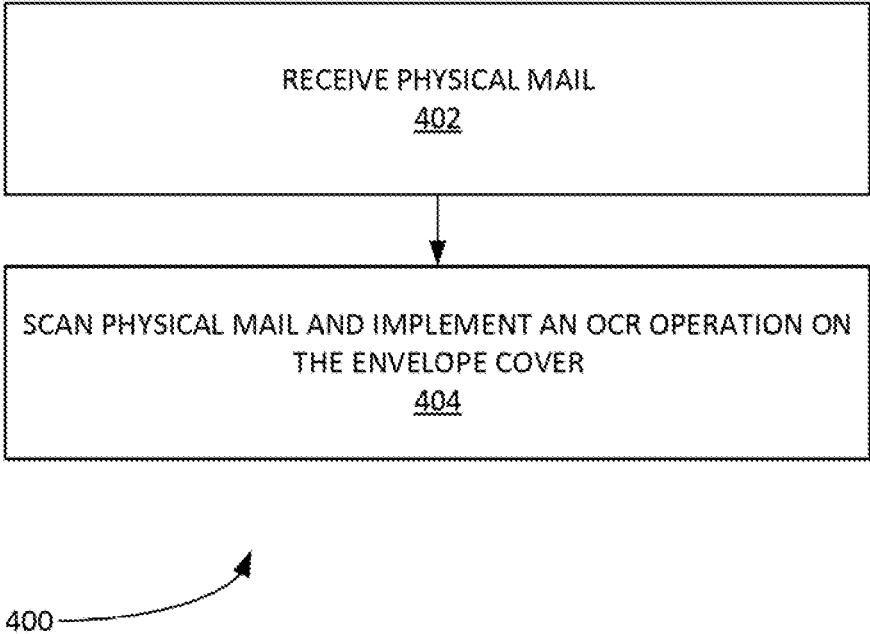 RECEIVE PHYSICAL MAIL
402
SCAN PHYSICAL MAIL AND IMPLEMENT AN OCR OPERATION ON
THE ENVELOPE COVER
404
400